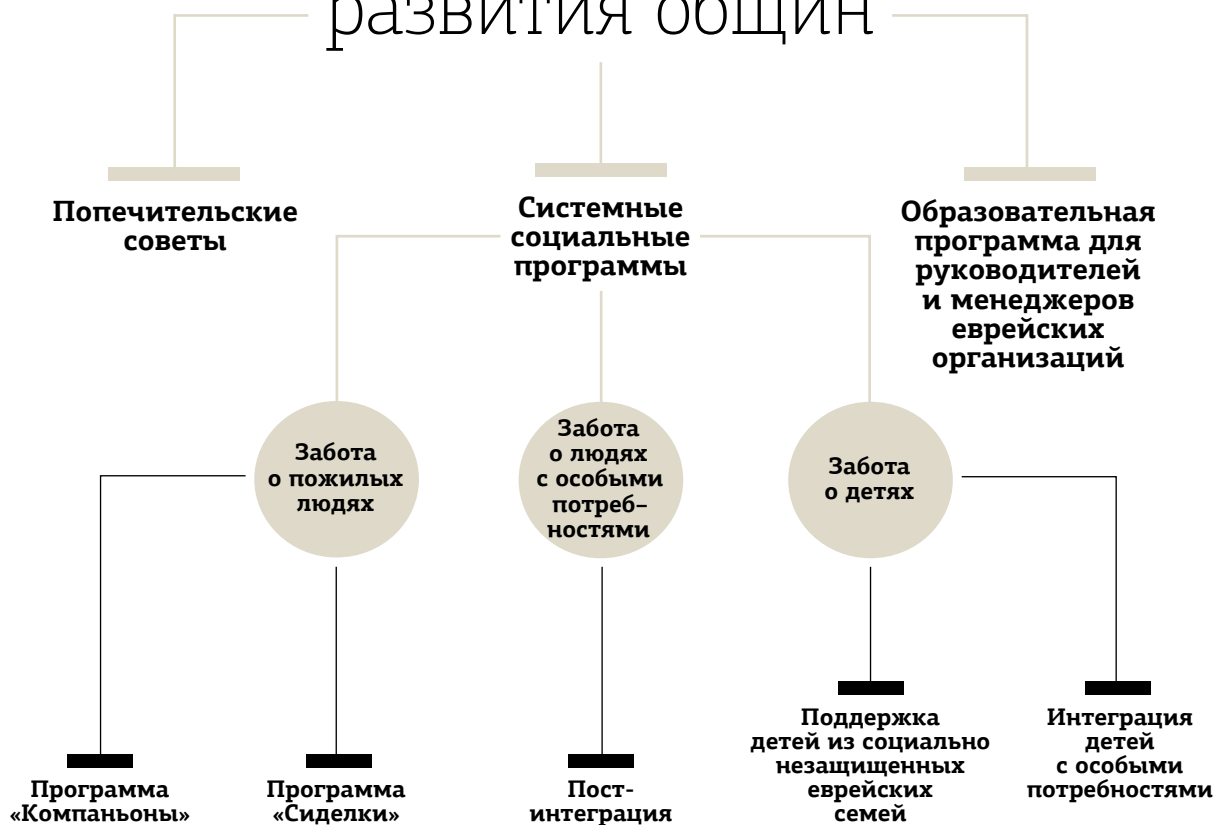 развития общин
Попечительские
советы
Системные
социальные
программы
Образовательная
программа для
руководителей
и менеджеров
еврейских
организаций
Забота
о пожилых
людях
Забота
о людях
с особыми
потреб-
ностями
Забота
о детях
Программа
«Компаньоны»
Программа
«Сиделки»
Пост-
интеграция
Поддержка
детей из социально
незащищенных
еврейских
семей
Интеграция
детей
с особыми
потребностями